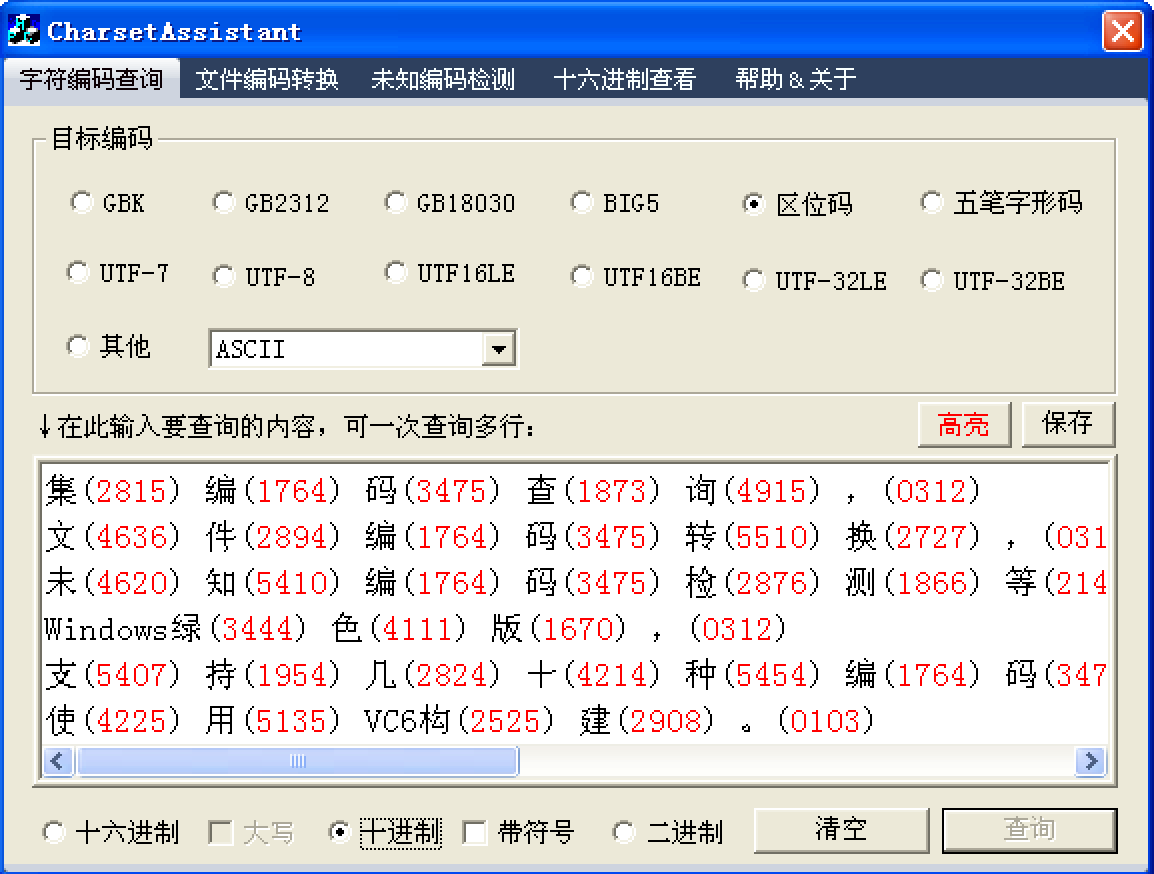 CharsetAssistant
字符编码查询 文件编码转换 未知编码检测 十六进制查看 帮助&关于
目标编码
GBK GB2312 GB18030 BIG5 区位码 五笔字形码
UTF-7 UTF-8 UTF16LE UTF16BE UTF-32LE UTF-32BE
其他 ASCII
↓在此输入要查询的内容，可一次查询多行： 高亮 保存
集(2815) 编(1764) 码(3475) 查(1873) 询(4915) ，(0312)
文(4636) 件(2894) 编(1764) 码(3475) 转(5510) 换(2727) ，(031
未(4620) 知(5410) 编(1764) 码(3475) 检(2876) 测(1866) 等(214
Windows绿(3444) 色(4111) 版(1670) ，(0312)
支(5407) 持(1954) 几(2824) 十(4214) 种(5454) 编(1764) 码(347
使(4225) 用(5135) VC6构(2525) 建(2908) 。(0103)
十六进制 大写 十进制 带符号 二进制 清空 查询